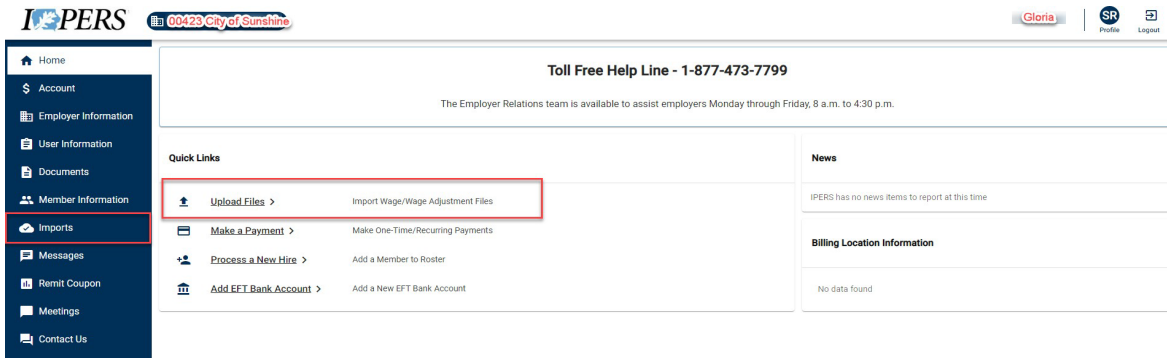 I PERS
00423 City of Sunshine
Gloria
SR
Profile
Logout
Home
Account
Employer Information
User Information
Documents
Member Information
Imports
Messages
Remit Coupon
Meetings
Contact Us
Toll Free Help Line - 1-877-473-7799
The Employer Relations team is available to assist employers Monday through Friday, 8 a.m. to 4:30 p.m.
Quick Links
Upload Files > Import Wage/Wage Adjustment Files
Make a Payment > Make One-Time/Recurring Payments
Process a New Hire > Add a Member to Roster
Add EFT Bank Account > Add a New EFT Bank Account
News
IPERS has no news items to report at this time
Billing Location Information
No data found